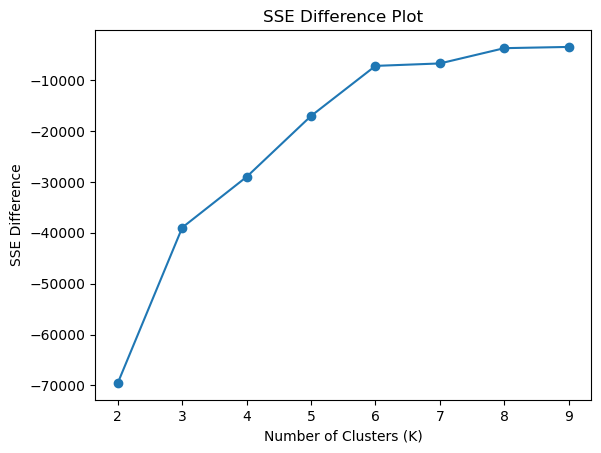 SSE Difference Plot
−10000
−20000
−30000
−40000
−50000
−60000
−70000
SSE Difference
2 3 4 5 6 7 8 9
Number of Clusters (K)